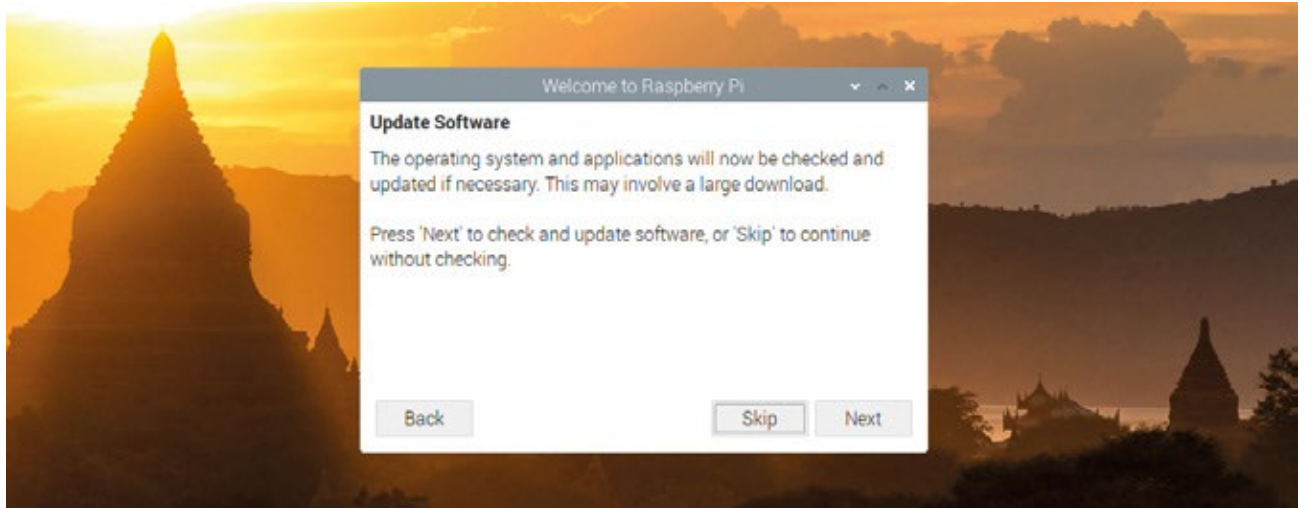 Welcome to Raspberry Pi
Update Software
The operating system and applications will now be checked and
updated if necessary. This may involve a large download.
Press 'Next' to check and update software, or 'Skip' to continue
without checking.
Back Skip Next